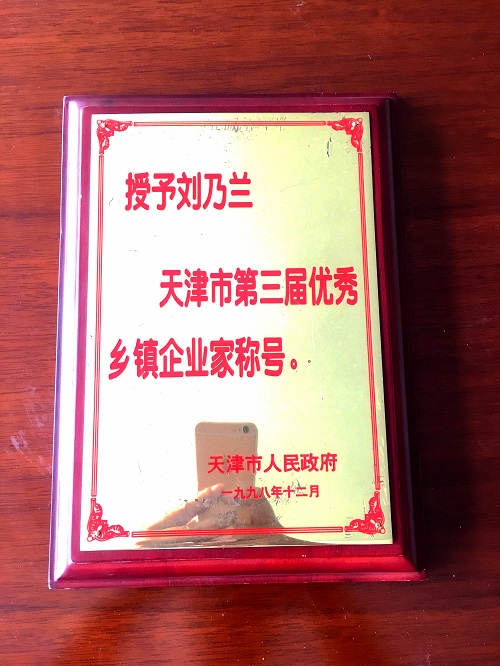 授予刘乃兰
天津市第三届优秀
乡镇企业家称号。
天津市人民政府
一九九八年十二月